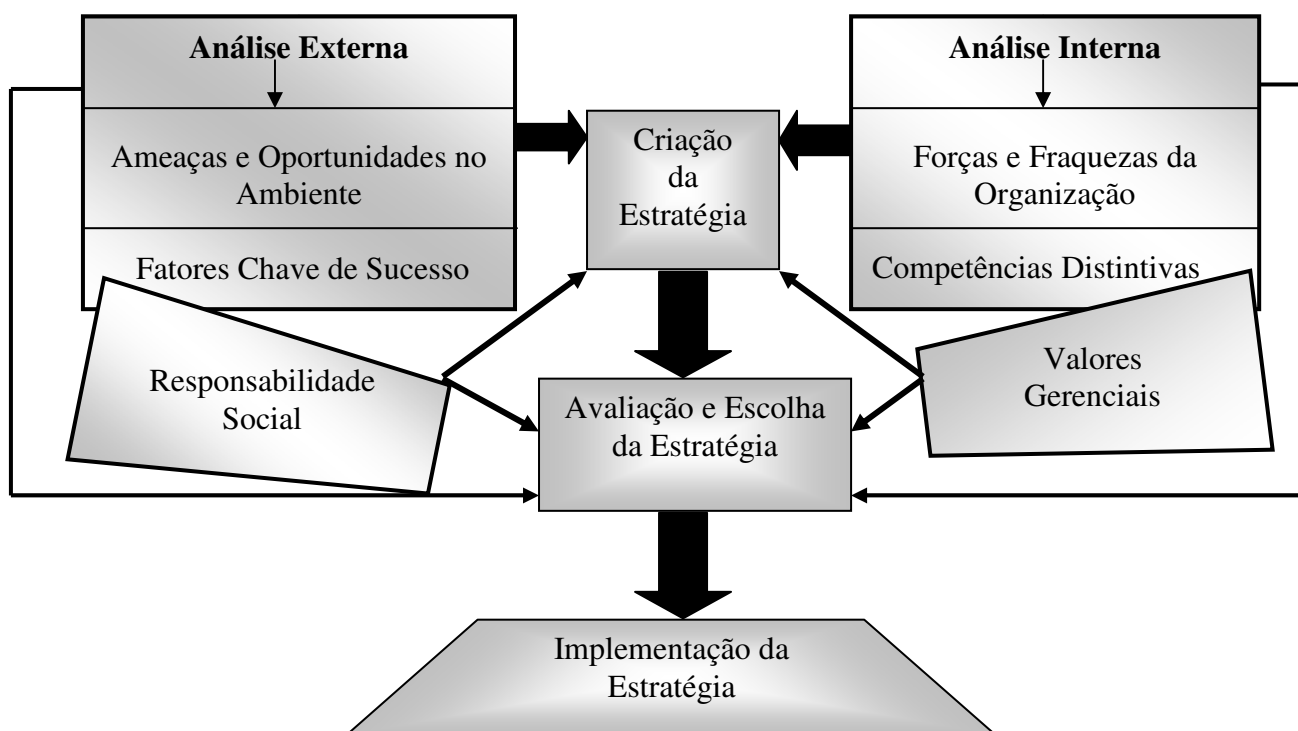 Análise Externa
Ameaças e Oportunidades no
Ambiente
Fatores Chave de Sucesso
Responsabilidade
Social
Criação
da
Estratégia
Análise Interna
Forças e Fraquezas da
Organização
Competências Distintivas
Valores
Gerenciais
Avaliação e Escolha
da Estratégia
Implementação da
Estratégia